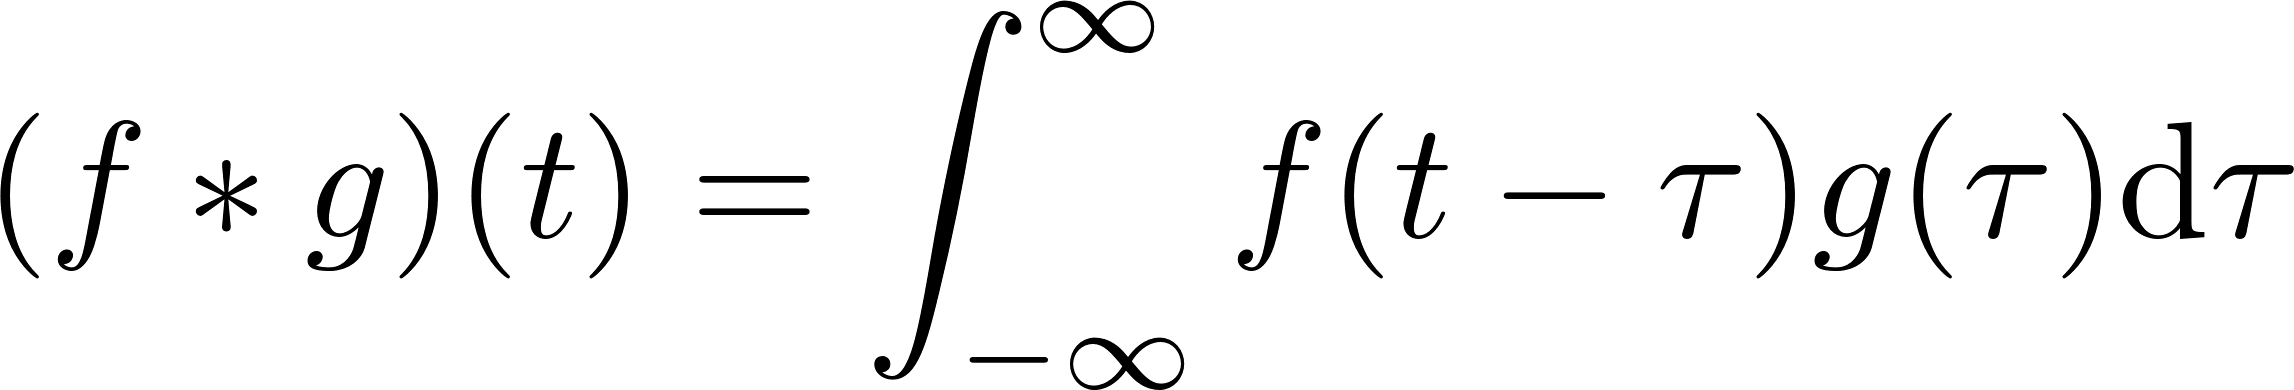 (f ∗ g)(t) = ∫_{−∞}^{∞} f(t − τ)g(τ)dτ